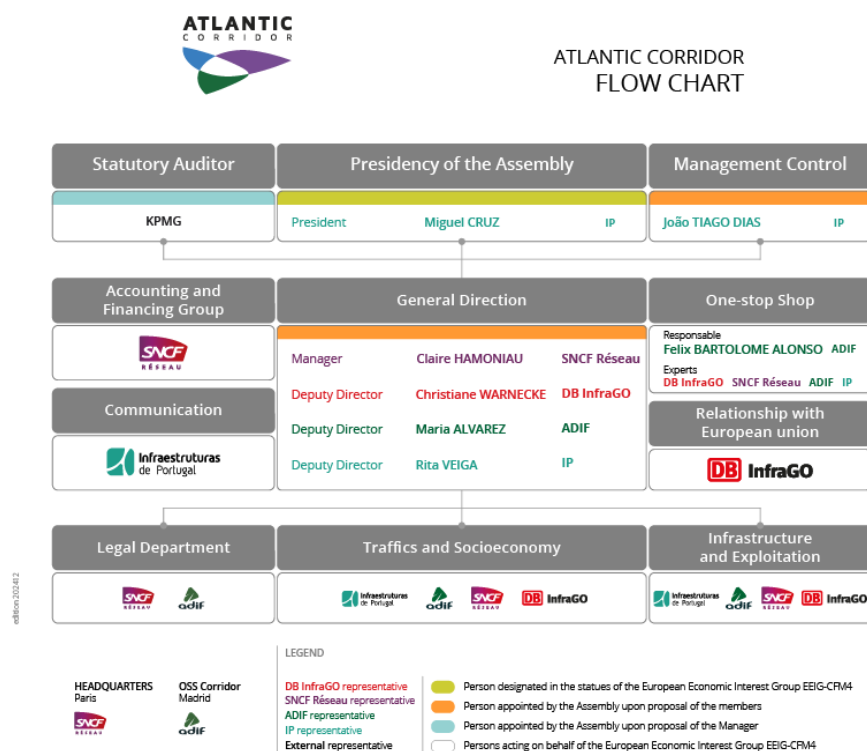 ATLANTIC
CORRIDOR
ATLANTIC CORRIDOR
FLOW CHART
Statutory Auditor
KPMG
Presidency of the Assembly
President Miguel CRUZ IP
Management Control
João TIAGO DIAS IP
Accounting and
Financing Group
SNCF
RÉSEAU
Communication
Infraestruturas
de Portugal
General Direction
Manager Claire HAMONIAU SNCF Réseau
Deputy Director Christiane WARNECKE DB InfraGO
Deputy Director Maria ALVAREZ ADIF
Deputy Director Rita VEIGA IP
One-stop Shop
Responsable
Felix BARTOLOME ALONSO ADIF
Experts
DB InfraGO SNCF Réseau ADIF IP
Relationship with
European union
DB InfraGO
Legal Department
SNCF
RÉSEAU
adif
Traffics and Socioeconomy
Infraestruturas
de Portugal
adif
SNCF
RÉSEAU
DB InfraGO
Infrastructure
and Exploitation
Infraestruturas
de Portugal
adif
SNCF
RÉSEAU
DB InfraGO
edition 202412
HEADQUARTERS
Paris
SNCF
RÉSEAU
OSS Corridor
Madrid
adif
LEGEND
DB InfraGO representative
SNCF Réseau representative
ADIF representative
IP representative
External representative
Person designated in the statues of the European Economic Interest Group EEIG-CFM4
Person appointed by the Assembly upon proposal of the members
Person appointed by the Assembly upon proposal of the Manager
Persons acting on behalf of the European Economic Interest Group EEIG-CFM4